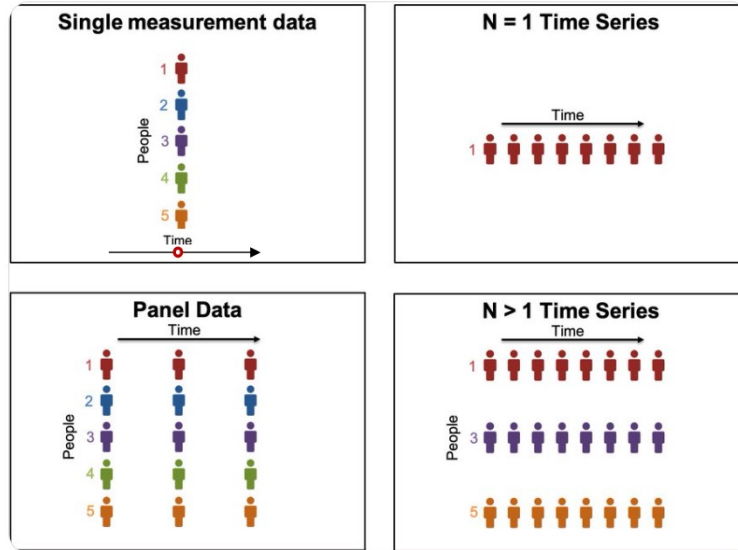 Single measurement data
1
2
3
4
5
People
Time
N = 1 Time Series
Time
1
Panel Data
Time
1
2
3
4
5
People
N > 1 Time Series
Time
1
3
5
People